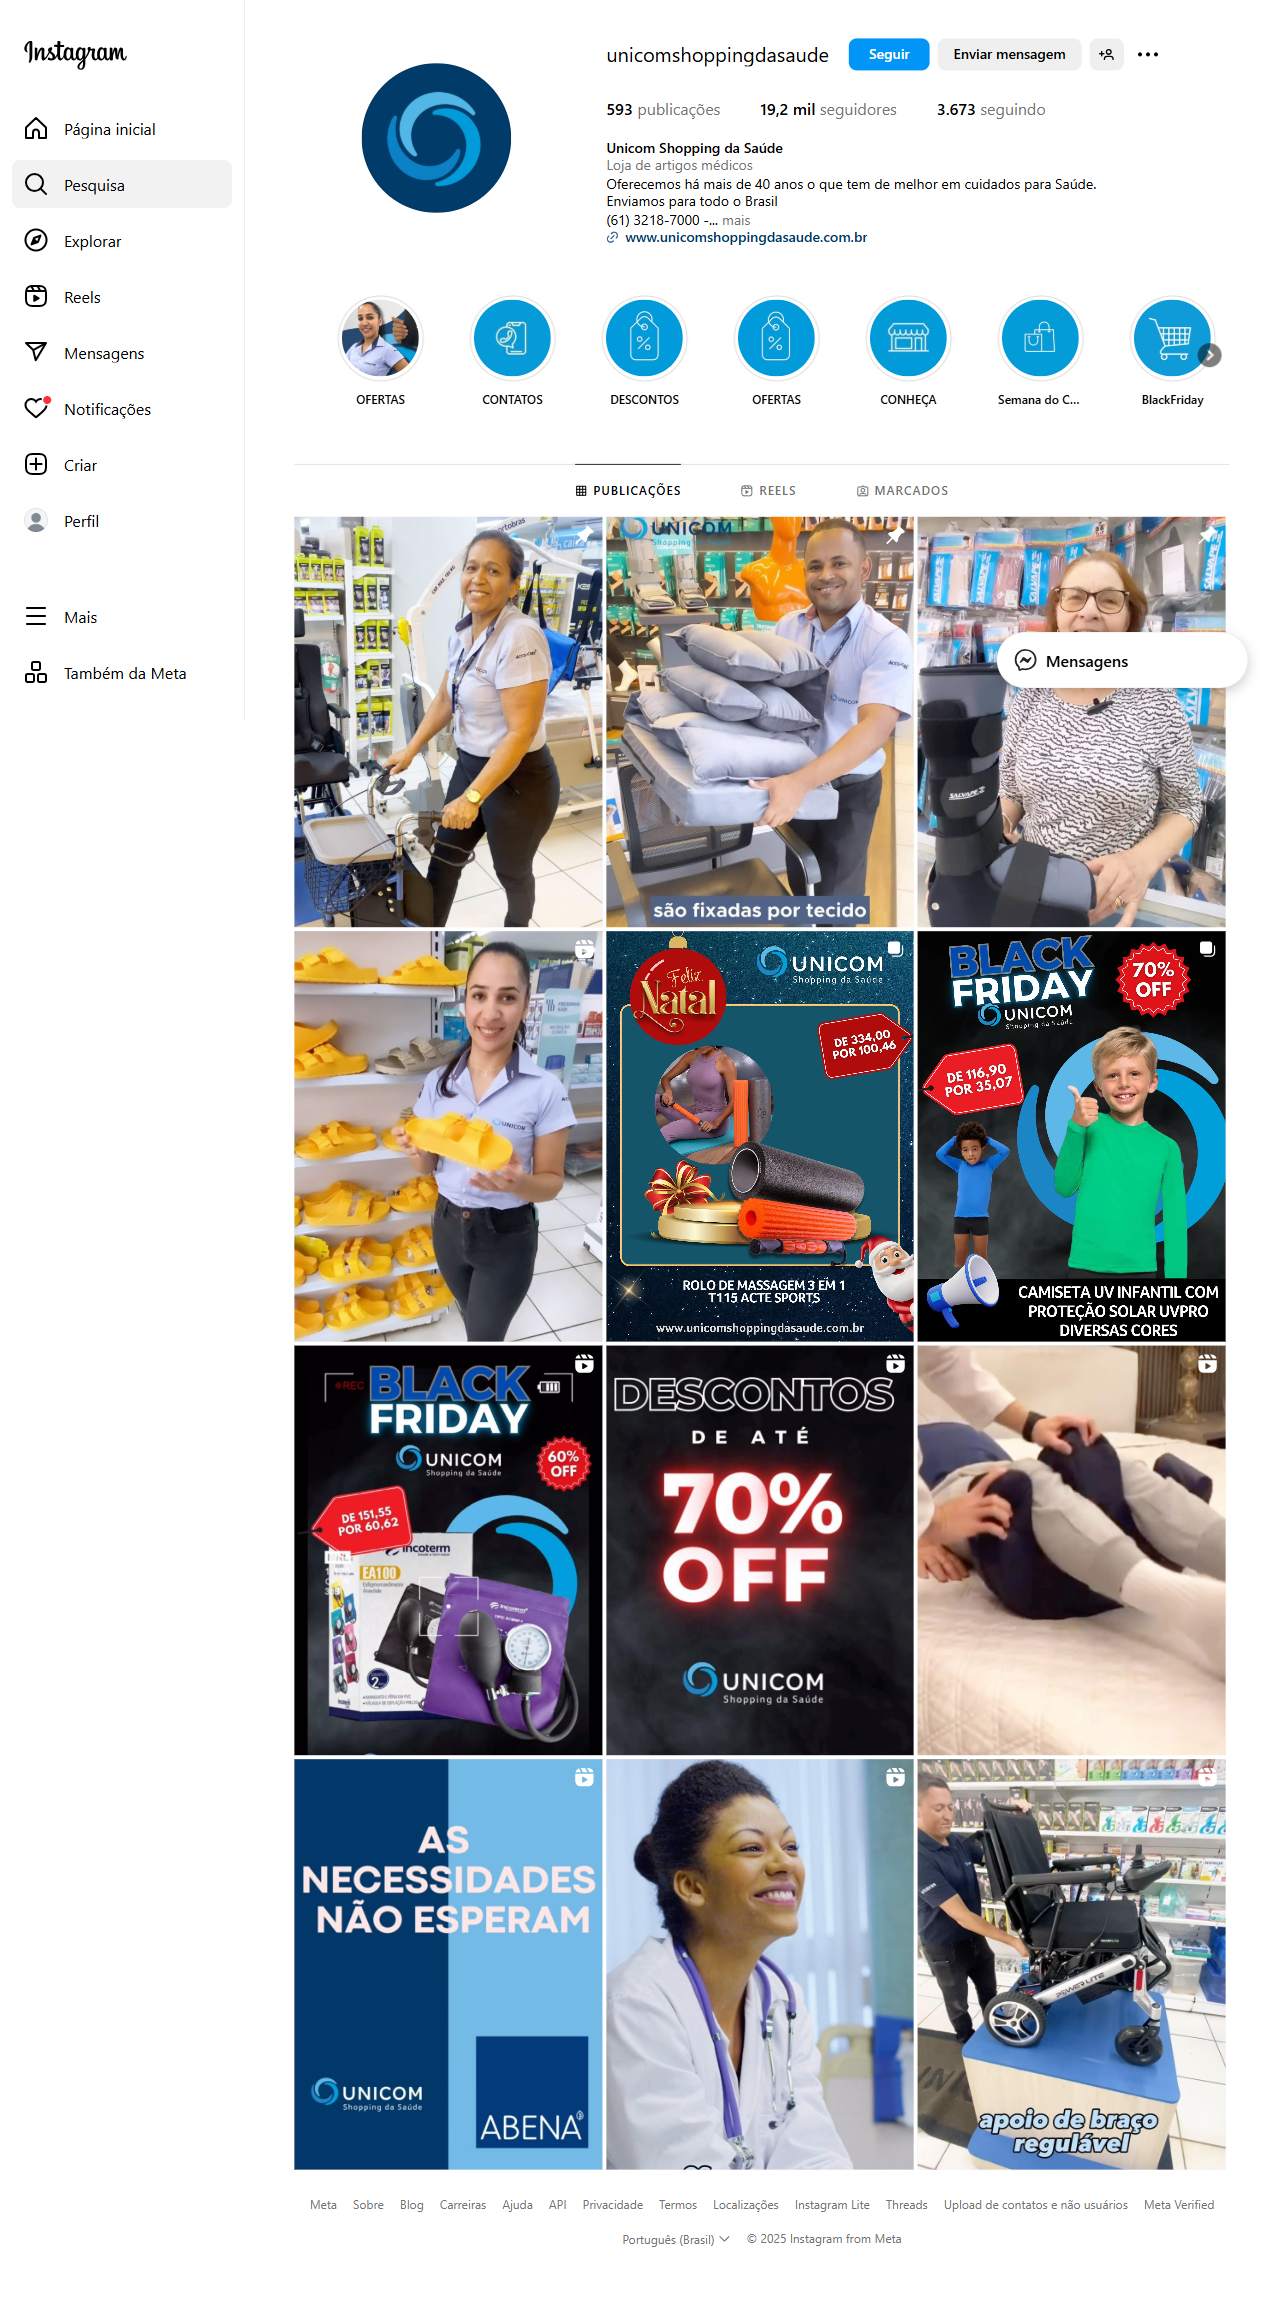 Instagram
Página inicial
Pesquisa
Explorar
Reels
Mensagens
Notificações
Criar
Perfil
Mais
Também da Meta
unicomshoppingdasaude
Seguir
Enviar mensagem
593 publicações
19,2 mil seguidores
3.673 seguindo
Unicom Shopping da Saúde
Loja de artigos médicos
Oferecemos há mais de 40 anos o que tem de melhor em cuidados para Saúde.
Enviamos para todo o Brasil
(61) 3218-7000 -... mais
www.unicomshoppingdasaude.com.br
OFERTAS
CONTATOS
DESCONTOS
OFERTAS
CONHEÇA
Semana do C...
BlackFriday
PUBLICAÇÕES
REELS
MARCADOS
UNICOM
Shopping da Saúde
UNICOM
são fixadas por tecido
SALVAPÉ
Mensagens
UNICOM
Feliz
Natal
UNICOM
Shopping da Saúde
DE 334,00
POR 100,46
ROLO DE MASSAGEM 3 EM 1
T115 ACTE SPORTS
www.unicomshoppingdasaude.com.br
BLACK
FRIDAY
UNICOM
Shopping da Saúde
70%
OFF
DE 116,90
POR 35,07
CAMISETA UV INFANTIL COM
PROTEÇÃO SOLAR UVPRO
DIVERSAS CORES
REC
BLACK
FRIDAY
UNICOM
Shopping da Saúde
60%
OFF
DE 151,55
POR 60,62
incoterm
EA100
DESCONTOS
DE ATÉ
70%
OFF
UNICOM
Shopping da Saúde
AS
NECESSIDADES
NÃO ESPERAM
UNICOM
Shopping da Saúde
ABENA
POWER LITE
apoio de braço
regulável
Meta
Sobre
Blog
Carreiras
Ajuda
API
Privacidade
Termos
Localizações
Instagram Lite
Threads
Upload de contatos e não usuários
Meta Verified
Português (Brasil)
© 2025 Instagram from Meta